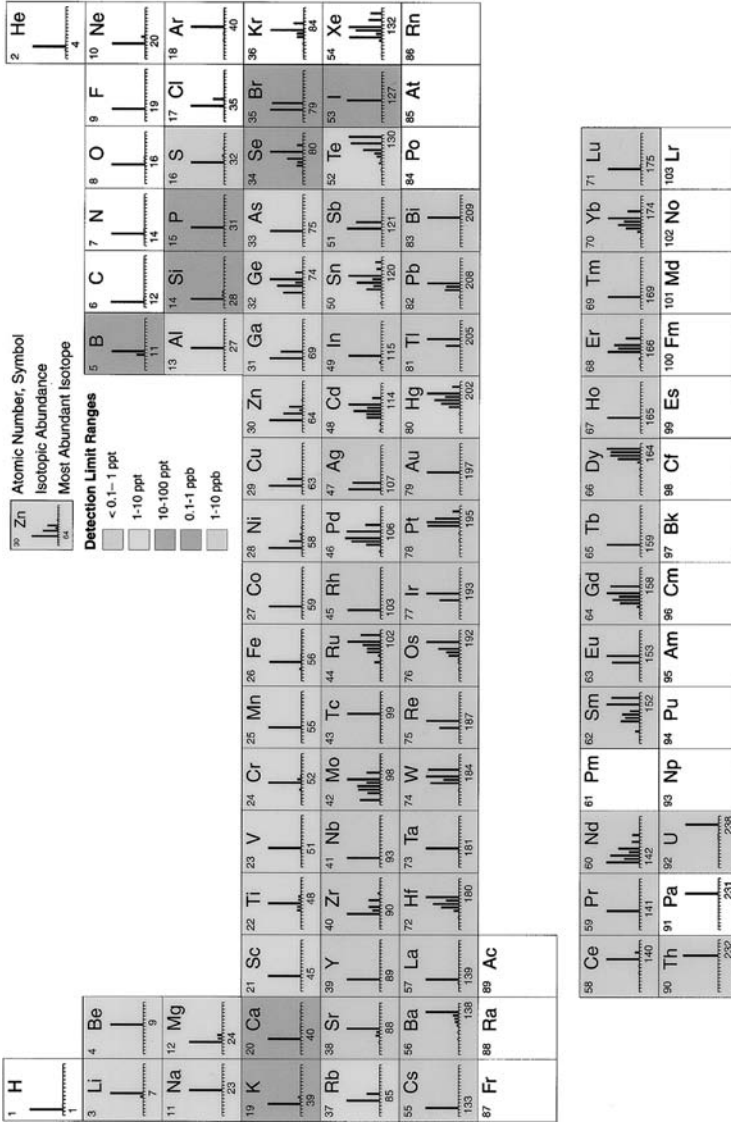 1 H 2 He
1 4
30 Zn Atomic Number, Symbol
Isotopic Abundance
64 Most Abundant Isotope
Detection Limit Ranges
< 0.1– 1 ppt
1-10 ppt
10-100 ppt
0.1-1 ppb
1-10 ppb
3 Li 4 Be 5 B 6 C 7 N 8 O 9 F 10 Ne
7 9 11 12 14 16 19 20
11 Na 12 Mg 13 Al 14 Si 15 P 16 S 17 Cl 18 Ar
23 24 27 28 31 32 35 40
19 K 20 Ca 21 Sc 22 Ti 23 V 24 Cr 25 Mn 26 Fe 27 Co 28 Ni 29 Cu 30 Zn 31 Ga 32 Ge 33 As 34 Se 35 Br 36 Kr
39 40 45 48 51 52 55 56 59 58 63 64 69 74 75 80 79 84
37 Rb 38 Sr 39 Y 40 Zr 41 Nb 42 Mo 43 Tc 44 Ru 45 Rh 46 Pd 47 Ag 48 Cd 49 In 50 Sn 51 Sb 52 Te 53 I 54 Xe
85 88 89 90 93 98 99 102 103 106 107 114 115 120 121 130 127 132
55 Cs 56 Ba 57 La 72 Hf 73 Ta 74 W 75 Re 76 Os 77 Ir 78 Pt 79 Au 80 Hg 81 Tl 82 Pb 83 Bi 84 Po 85 At 86 Rn
133 138 139 180 181 184 187 192 193 195 197 202 205 208 209
87 Fr 88 Ra 89 Ac
58 Ce 59 Pr 60 Nd 61 Pm 62 Sm 63 Eu 64 Gd 65 Tb 66 Dy 67 Ho 68 Er 69 Tm 70 Yb 71 Lu
140 141 142 152 153 158 159 164 165 166 169 174 175
90 Th 91 Pa 92 U 93 Np 94 Pu 95 Am 96 Cm 97 Bk 98 Cf 99 Es 100 Fm 101 Md 102 No 103 Lr
232 231 238